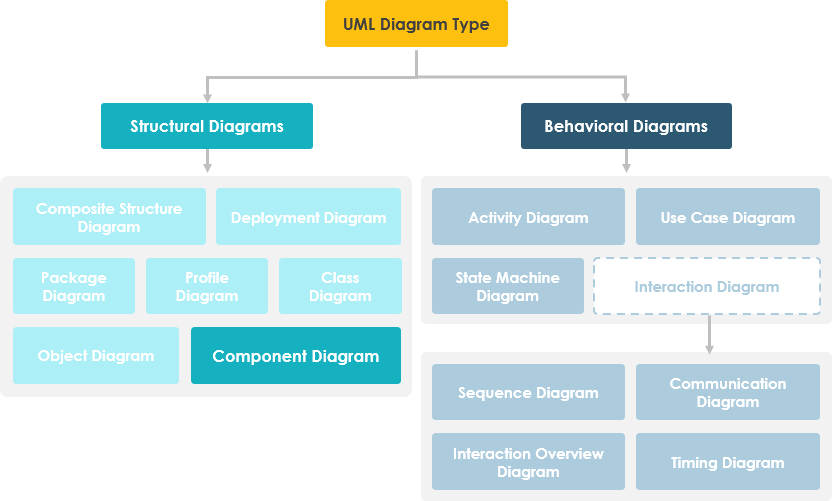 UML Diagram Type
Structural Diagrams
Behavioral Diagrams
Composite Structure
Diagram
Deployment Diagram
Package
Diagram
Profile
Diagram
Class
Diagram
Object Diagram
Component Diagram
Activity Diagram
Use Case Diagram
State Machine
Diagram
Interaction Diagram
Sequence Diagram
Communication
Diagram
Interaction Overview
Diagram
Timing Diagram